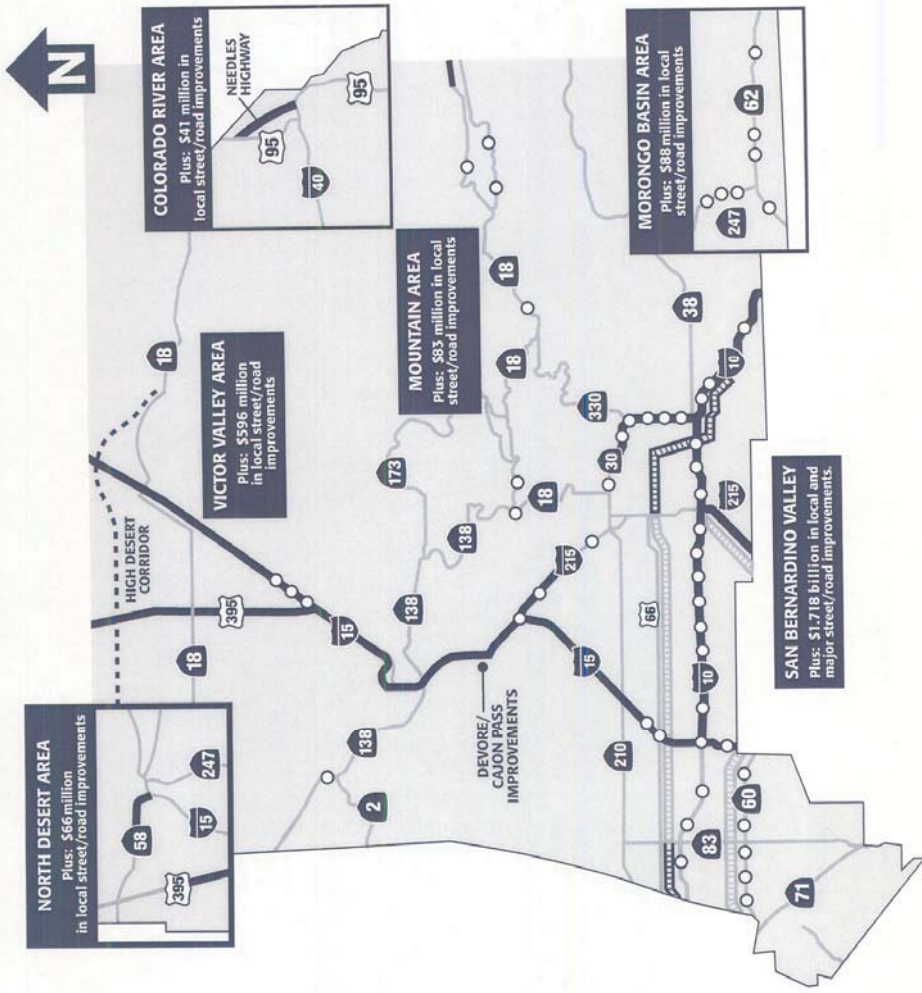 N
NORTH DESERT AREA
Plus: $66 million
in local street/road improvements
58
395
15
247
HIGH DESERT
CORRIDOR
395
18
18
VICTOR VALLEY AREA
Plus: $596 million
in local street/road
improvements
COLORADO RIVER AREA
Plus: $41 million in
local street/road improvements
NEEDLES
HIGHWAY
95
95
40
15
138
2
138
173
138
DEVORE/
CAJON PASS
IMPROVEMENTS
MOUNTAIN AREA
Plus: $83 million in local
street/road improvements
18
18
18
215
15
210
30
330
38
66
83
10
60
71
215
10
MORONGO BASIN AREA
Plus: $88 million in local
street/road improvements
247
62
SAN BERNARDINO VALLEY
Plus: $1.718 billion in local and
major street/road improvements.